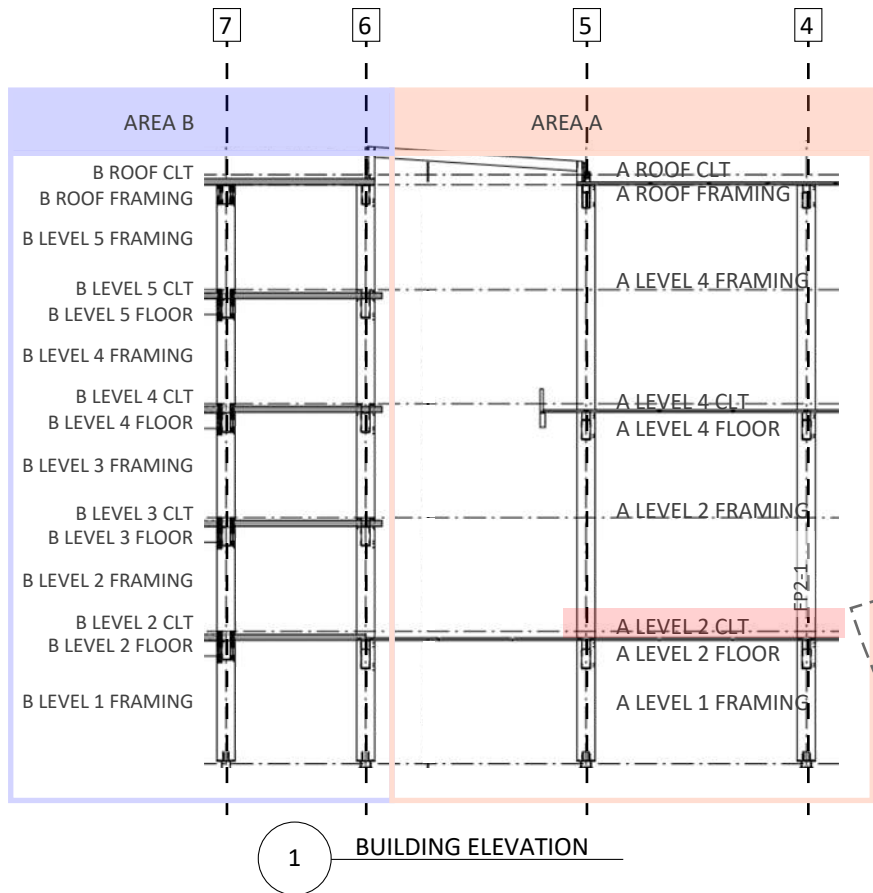 7 6 5 4
AREA B AREA A
B ROOF CLT
B ROOF FRAMING
B LEVEL 5 FRAMING
B LEVEL 5 CLT
B LEVEL 5 FLOOR
B LEVEL 4 FRAMING
B LEVEL 4 CLT
B LEVEL 4 FLOOR
B LEVEL 3 FRAMING
B LEVEL 3 CLT
B LEVEL 3 FLOOR
B LEVEL 2 FRAMING
B LEVEL 2 CLT
B LEVEL 2 FLOOR
B LEVEL 1 FRAMING
A ROOF CLT
A ROOF FRAMING
A LEVEL 4 FRAMING
A LEVEL 4 CLT
A LEVEL 4 FLOOR
A LEVEL 2 FRAMING
EP2-1
A LEVEL 2 CLT
A LEVEL 2 FLOOR
A LEVEL 1 FRAMING
1 BUILDING ELEVATION